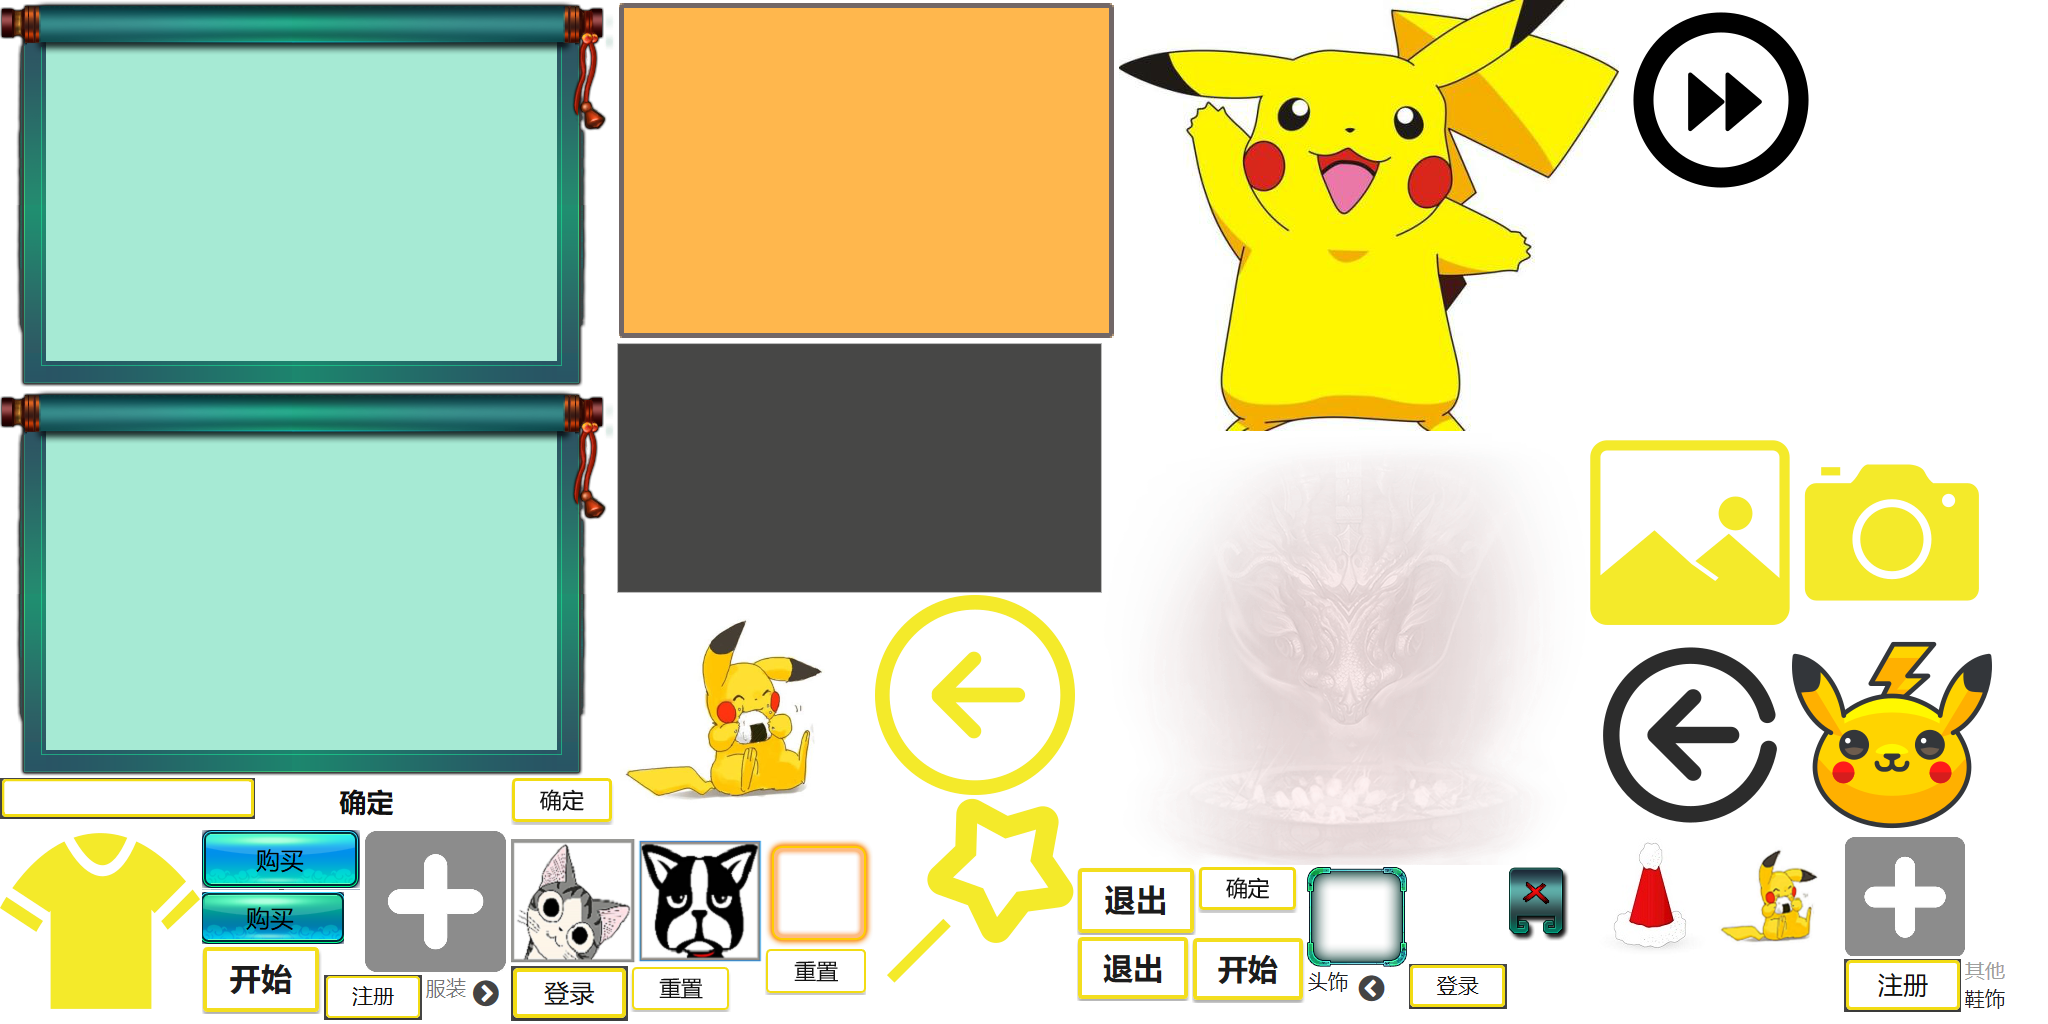 确定
确定
购买
购买
开始
注册
服装
登录
重置
重置
退出
确定
退出
开始
头饰
登录
注册
其他
鞋饰